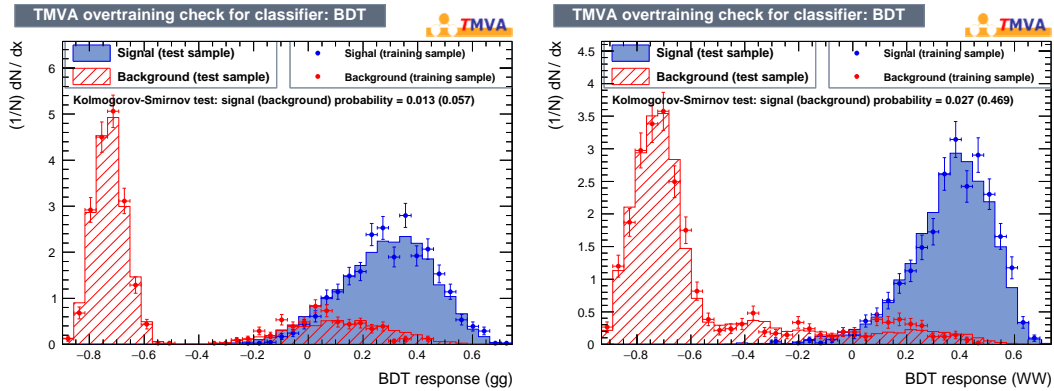 TMVA overtraining check for classifier: BDT
TMVA
(1/N) dN / dx
Signal (test sample)
Background (test sample)
Signal (training sample)
Background (training sample)
Kolmogorov-Smirnov test: signal (background) probability = 0.013 (0.057)
6
5
4
3
2
1
0
−0.8 −0.6 −0.4 −0.2 0 0.2 0.4 0.6
BDT response (gg)
TMVA overtraining check for classifier: BDT
TMVA
(1/N) dN / dx
Signal (test sample)
Background (test sample)
Signal (training sample)
Background (training sample)
Kolmogorov-Smirnov test: signal (background) probability = 0.027 (0.469)
4.5
4
3.5
3
2.5
2
1.5
1
0.5
0
−0.8 −0.6 −0.4 −0.2 0 0.2 0.4 0.6
BDT response (WW)